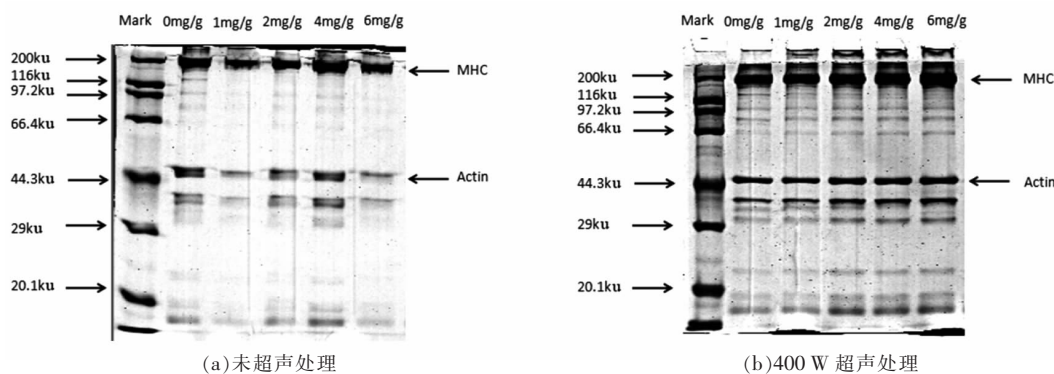 Mark 0mg/g 1mg/g 2mg/g 4mg/g 6mg/g
200ku
116ku
97.2ku
66.4ku
44.3ku
29ku
20.1ku
MHC
Actin
(a)未超声处理
Mark 0mg/g 1mg/g 2mg/g 4mg/g 6mg/g
200ku
116ku
97.2ku
66.4ku
44.3ku
29ku
20.1ku
MHC
Actin
(b)400 W 超声处理